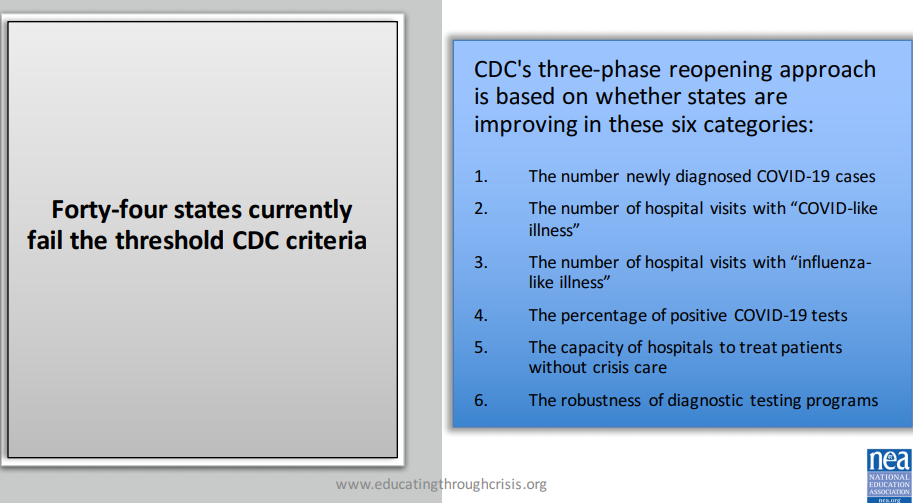 Forty-four states currently
fail the threshold CDC criteria
CDC's three-phase reopening approach
is based on whether states are
improving in these six categories:
1. The number newly diagnosed COVID-19 cases
2. The number of hospital visits with “COVID-like
illness”
3. The number of hospital visits with “influenza-
like illness”
4. The percentage of positive COVID-19 tests
5. The capacity of hospitals to treat patients
without crisis care
6. The robustness of diagnostic testing programs
www.educatingthroughcrisis.org
nea
NATIONAL
EDUCATION
ASSOCIATION
nea.org